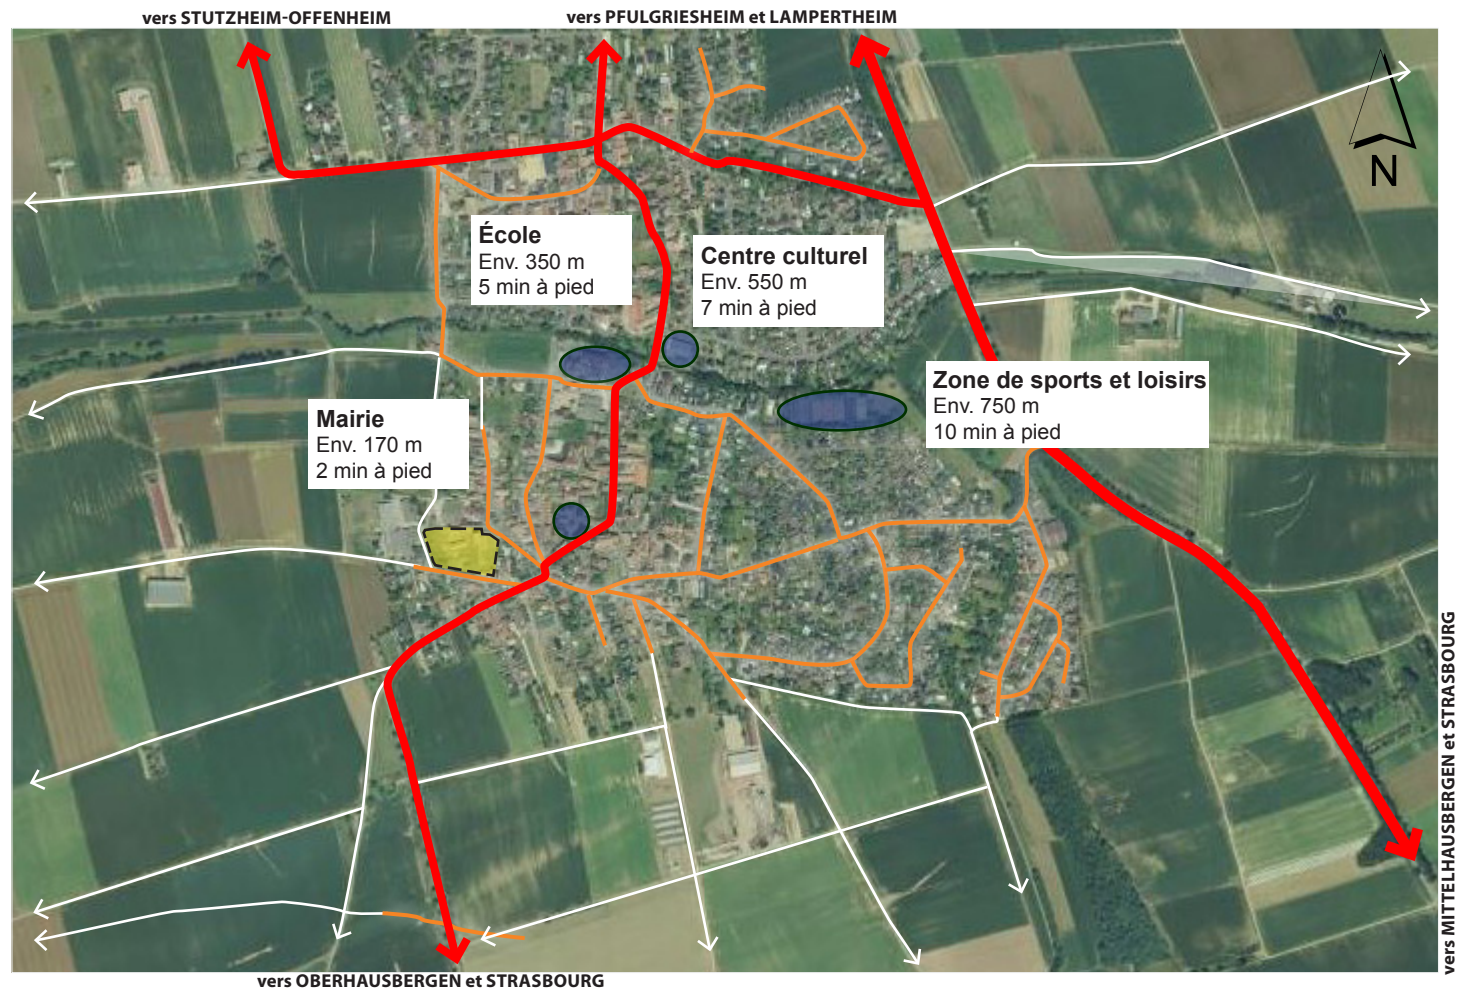 vers STUTZHEIM-OFFENHEIM
vers PFULGRIESHEIM et LAMPERTHEIM
N
École
Env. 350 m
5 min à pied
Centre culturel
Env. 550 m
7 min à pied
Zone de sports et loisirs
Env. 750 m
10 min à pied
Mairie
Env. 170 m
2 min à pied
vers MITTELHAUSBERGEN et STRASBOURG
vers OBERHAUSBERGEN et STRASBOURG